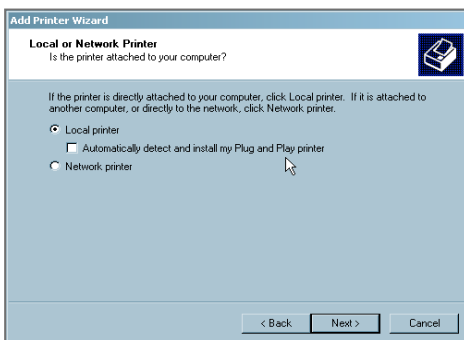 Add Printer Wizard
Local or Network Printer
Is the printer attached to your computer?
If the printer is directly attached to your computer, click Local printer. If it is attached to
another computer, or directly to the network, click Network printer.
Local printer
Automatically detect and install my Plug and Play printer
Network printer
< Back Next > Cancel